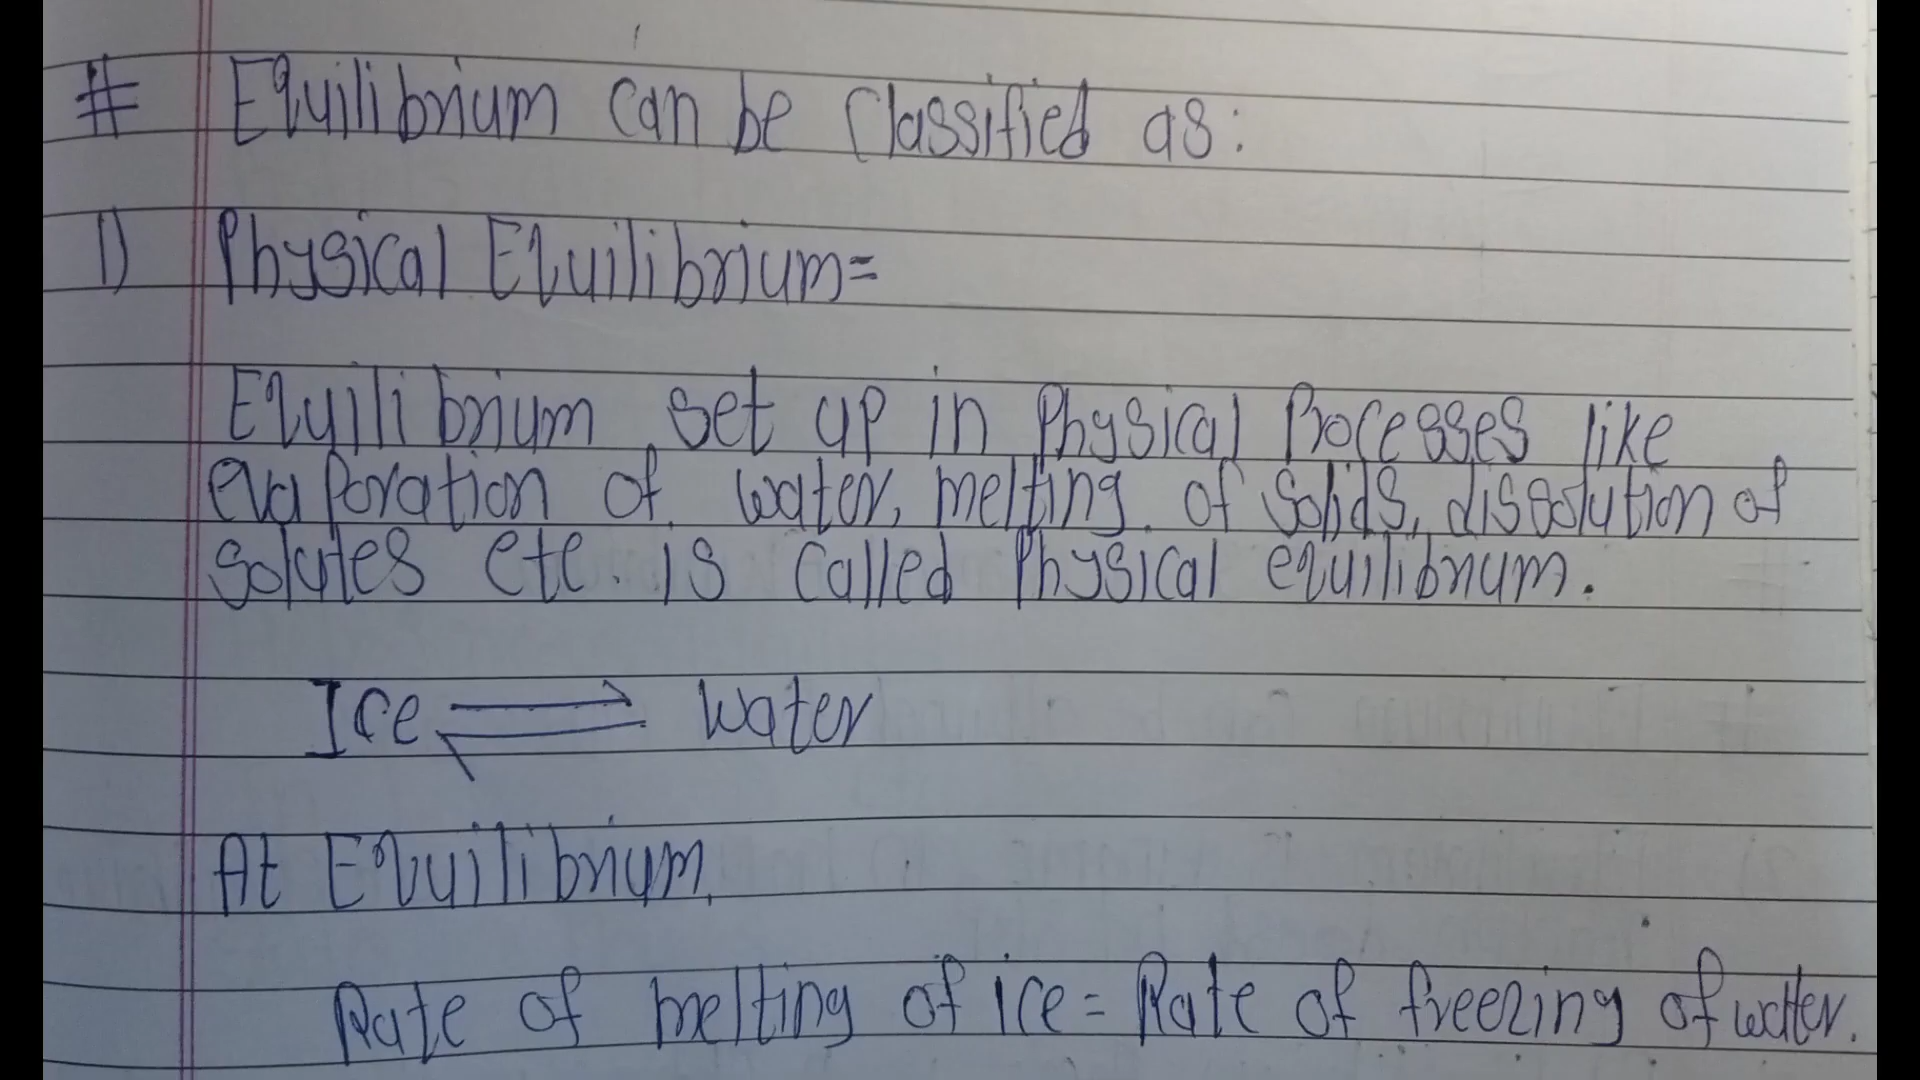 # Equilibrium can be Classified as:
1) Physical Equilibrium=
Equilibrium set up in Physical Processes like
evaporation of water, melting of Solids, dissolution of
solutes etc. is Called Physical equilibrium.
Ice ⇌ Water
At Equilibrium,
Rate of melting of ice = Rate of freezing of water.